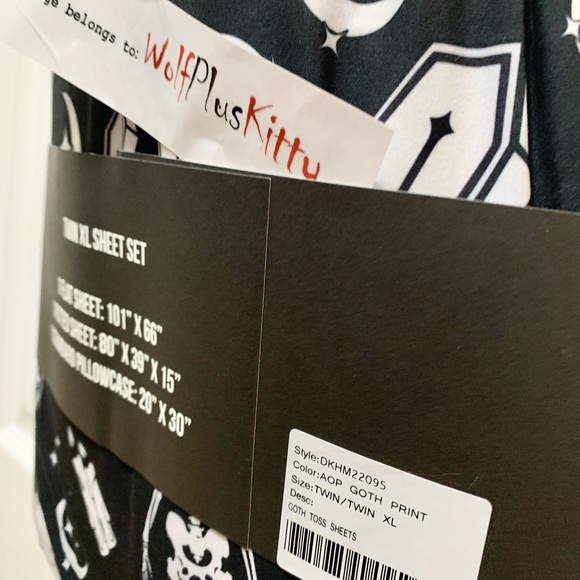 ge belongs to:
WolfPlusKitty
TWIN XL SHEET SET
FLAT SHEET: 101" X 66"
FITTED SHEET: 80" X 39" X 15"
STANDARD PILLOWCASE: 20" X 30"
Style:DKHM22095
Color:AOP GOTH PRINT
Size:TWIN/TWIN XL
Desc:
GOTH TOSS SHEETS